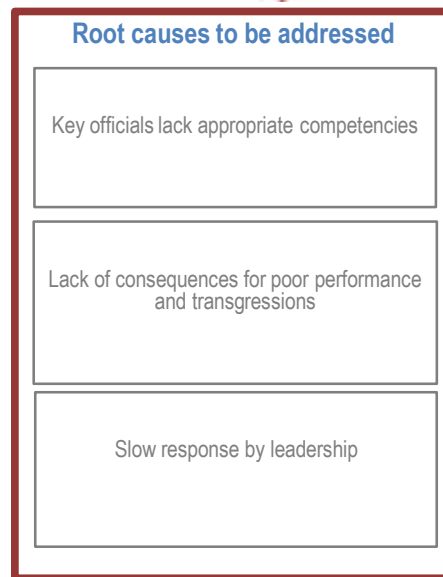 Root causes to be addressed
Key officials lack appropriate competencies
Lack of consequences for poor performance
and transgressions
Slow response by leadership